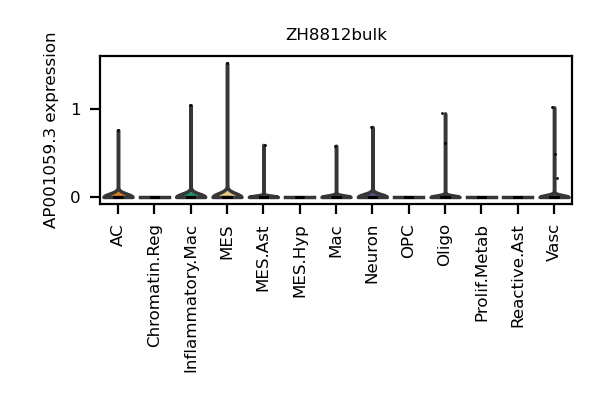 ZH8812bulk
AP001059.3 expression
1
0
AC
Chromatin.Reg
Inflammatory.Mac
MES
MES.Ast
MES.Hyp
Mac
Neuron
OPC
Oligo
Prolif.Metab
Reactive.Ast
Vasc